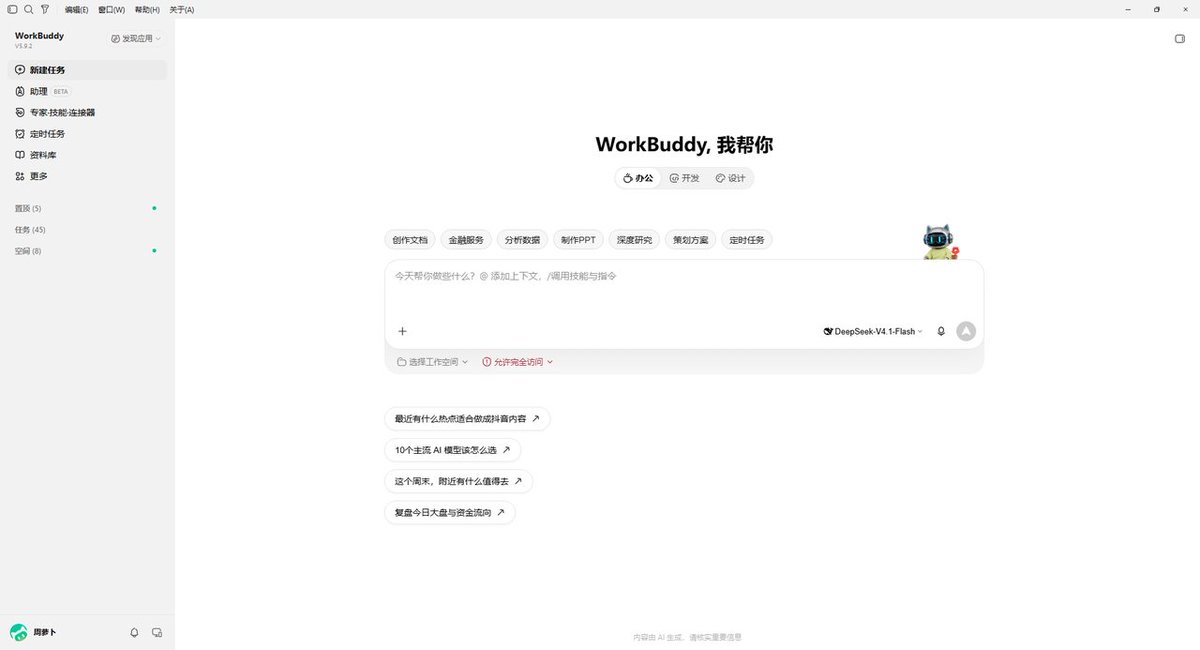 编辑(E) 窗口(W) 帮助(H) 关于(A)
WorkBuddy
V5.9.2
发现应用
新建任务
助理 BETA
专家·技能·连接器
定时任务
资料库
更多
置顶 (5)
任务 (45)
空间 (8)
WorkBuddy, 我帮你
办公 开发 设计
创作文档 金融服务 分析数据 制作PPT 深度研究 策划方案 定时任务
今天帮你做些什么？@ 添加上下文，/调用技能与指令
DeepSeek-V4.1-Flash
选择工作空间 允许完全访问
最近有什么热点适合做成抖音内容
10个主流 AI 模型该怎么选
这个周末，附近有什么值得去
复盘今日大盘与资金流向
周萝卜
内容由 AI 生成，请核实重要信息